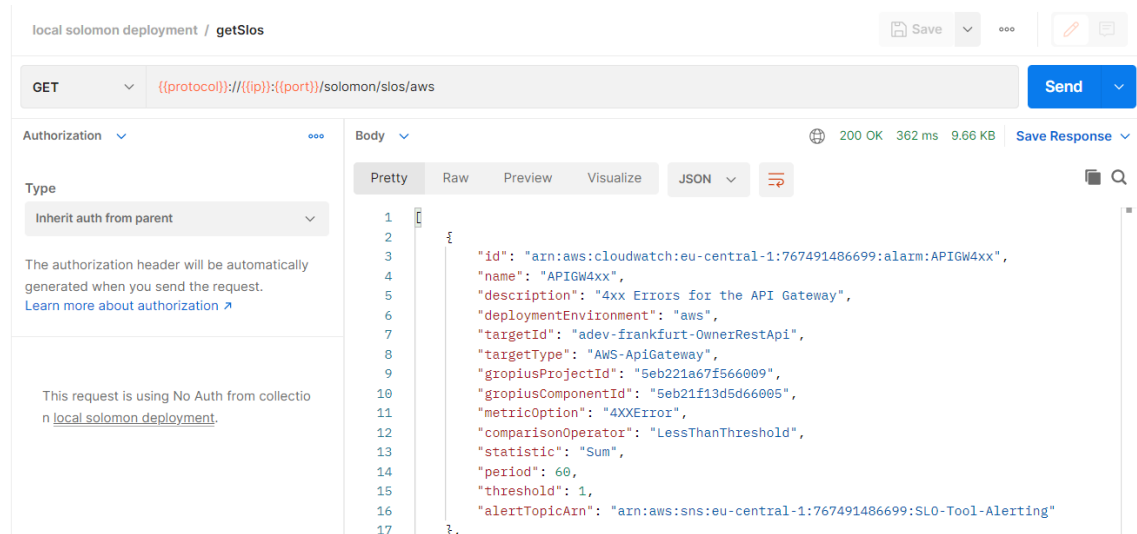 local solomon deployment / getSlos
Save
GET
{{protocol}}://{{ip}}:{{port}}/solomon/slos/aws
Send
Authorization
Body
200 OK 362 ms 9.66 KB Save Response
Type
Inherit auth from parent
The authorization header will be automatically
generated when you send the request.
Learn more about authorization ↗
This request is using No Auth from collectio
n local solomon deployment.
Pretty Raw Preview Visualize JSON
1 [
2 {
3 "id": "arn:aws:cloudwatch:eu-central-1:767491486699:alarm:APIGW4xx",
4 "name": "APIGW4xx",
5 "description": "4xx Errors for the API Gateway",
6 "deploymentEnvironment": "aws",
7 "targetId": "adev-frankfurt-OwnerRestApi",
8 "targetType": "AWS-ApiGateway",
9 "gropiusProjectId": "5eb221a67f566009",
10 "gropiusComponentId": "5eb21f13d5d66005",
11 "metricOption": "4XXError",
12 "comparisonOperator": "LessThanThreshold",
13 "statistic": "Sum",
14 "period": 60,
15 "threshold": 1,
16 "alertTopicArn": "arn:aws:sns:eu-central-1:767491486699:SLO-Tool-Alerting"
17 },